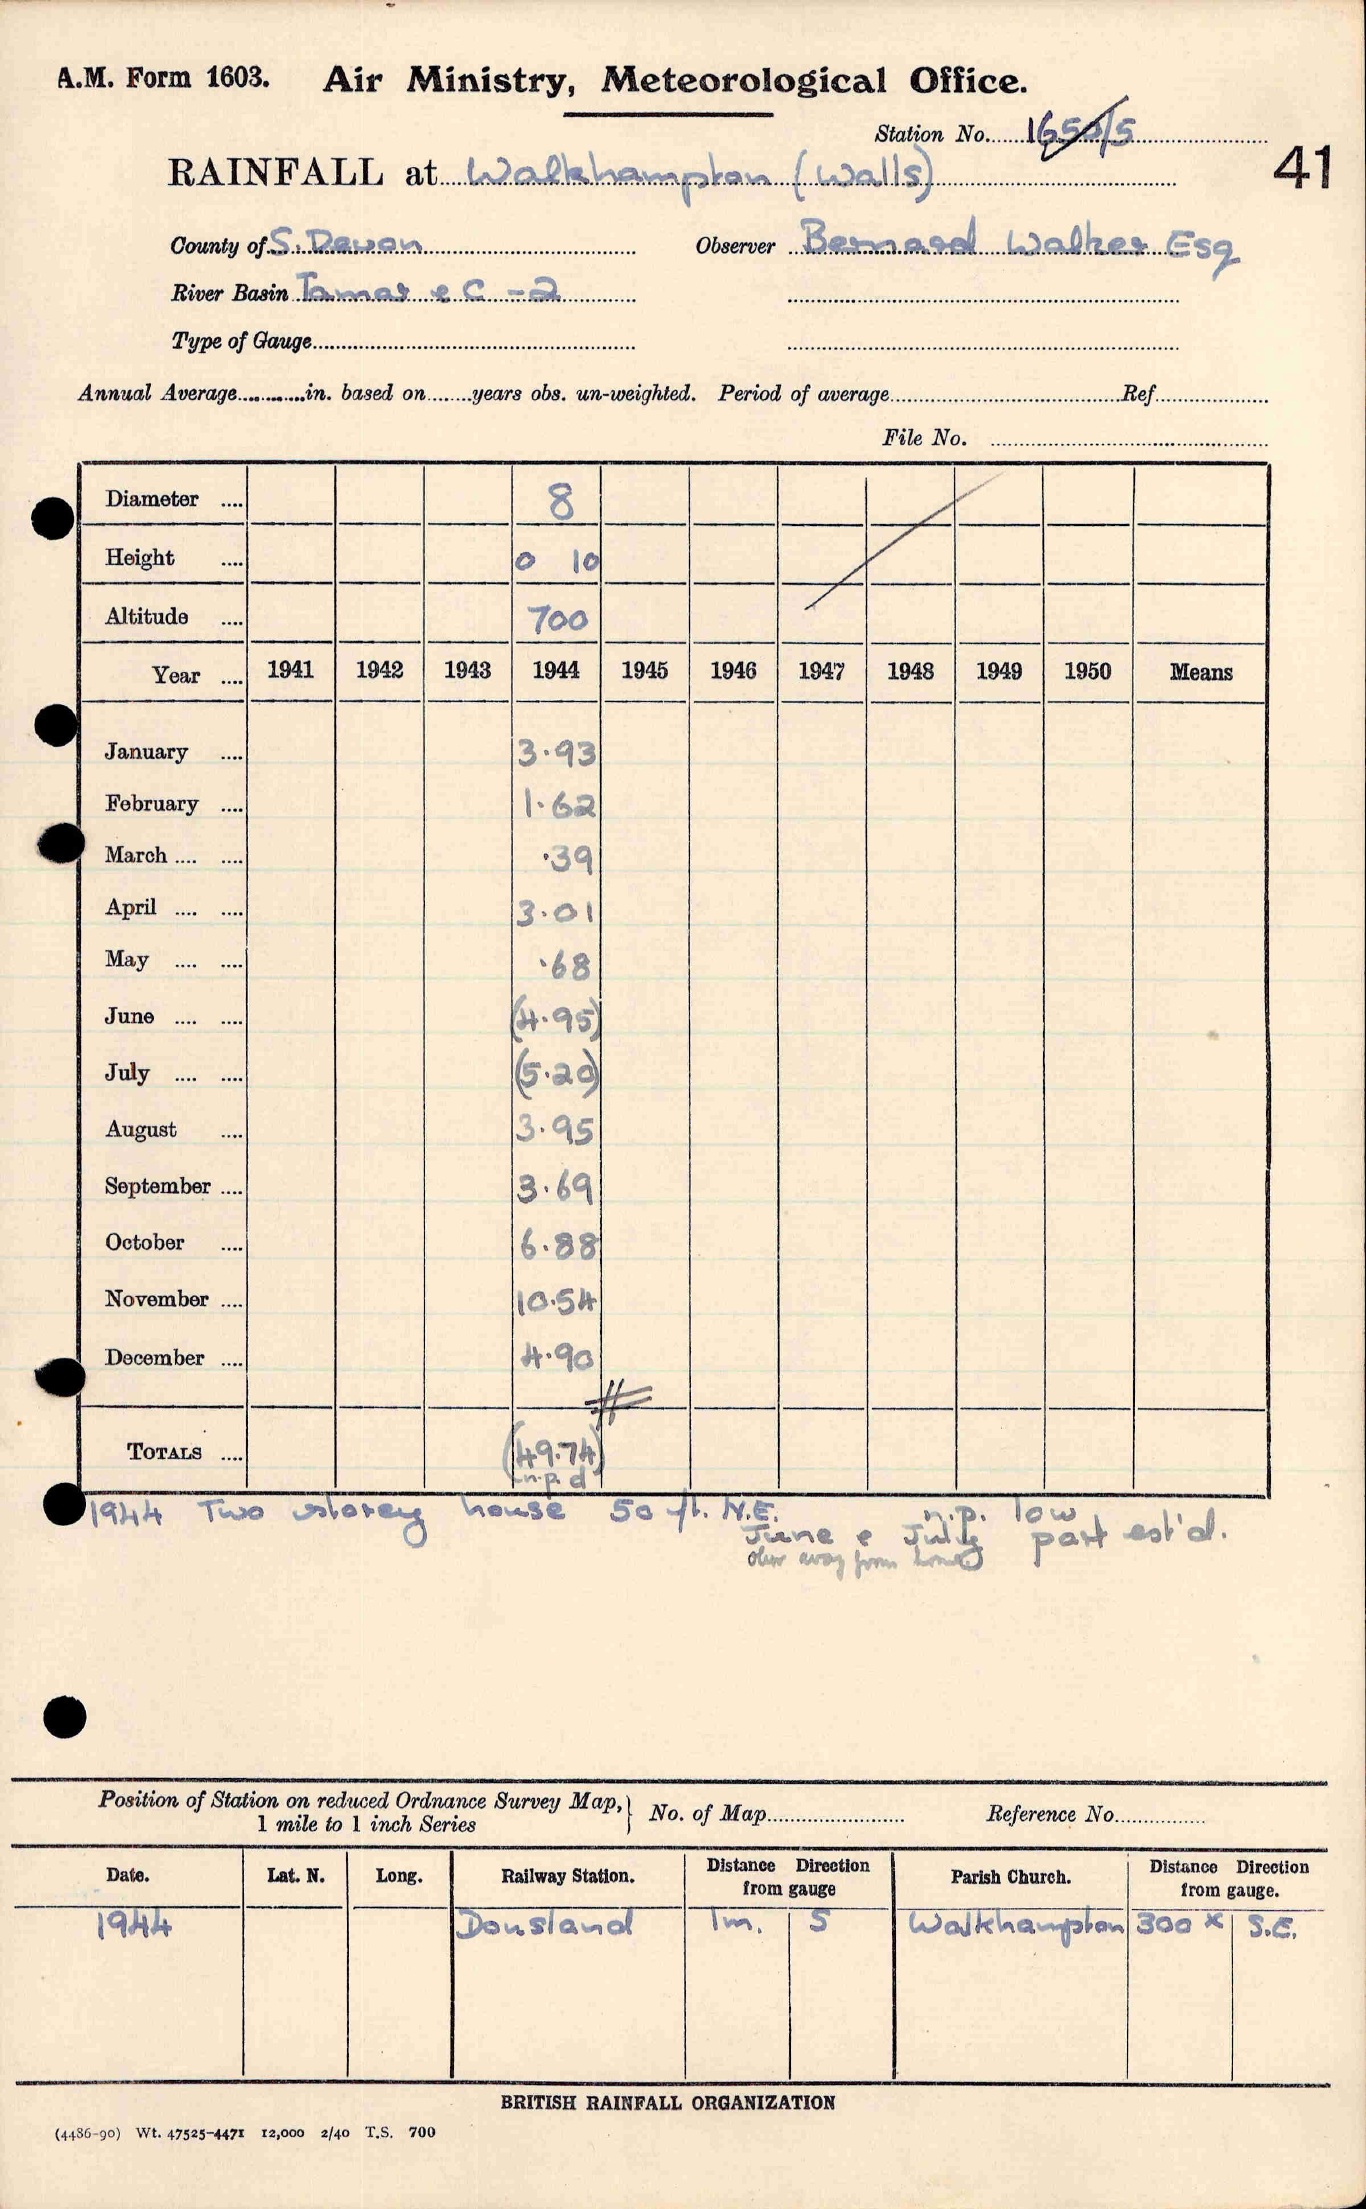 A.M. Form 1603. Air Ministry, Meteorological Office.
Station No. 1653/5
41
RAINFALL at Walkhampton (Walls)
County of S. Devon Observer Bernard Walker Esq
River Basin Tamar & C - 2
Type of Gauge
Annual Average in. based on years obs. un-weighted. Period of average Ref
File No.
Diameter .... 8
Height .... 0 10
Altitude .... 700
Year .... 1941 1942 1943 1944 1945 1946 1947 1948 1949 1950 Means
January .... 3.93
February .... 1.62
March .... .... .39
April .... .... 3.01
May .... .... .68
June .... .... (4.95)
July .... .... (5.20)
August .... 3.95
September .... 3.69
October .... 6.88
November .... 10.54
December .... 4.90
TOTALS .... (49.74)
n.p. d
1944 Two storey house 50 ft. N.E. n.p. low
June & July part est'd.
obsr away from home
Position of Station on reduced Ordnance Survey Map,} No. of Map Reference No.
1 mile to 1 inch Series
Date. Lat. N. Long. Railway Station. Distance Direction from gauge Parish Church. Distance Direction from gauge.
1944 Dousland 1m. S Walkhampton 300 x S.E.
BRITISH RAINFALL ORGANIZATION
(4486-90) Wt. 47525-4471 12,000 2/40 T.S. 700